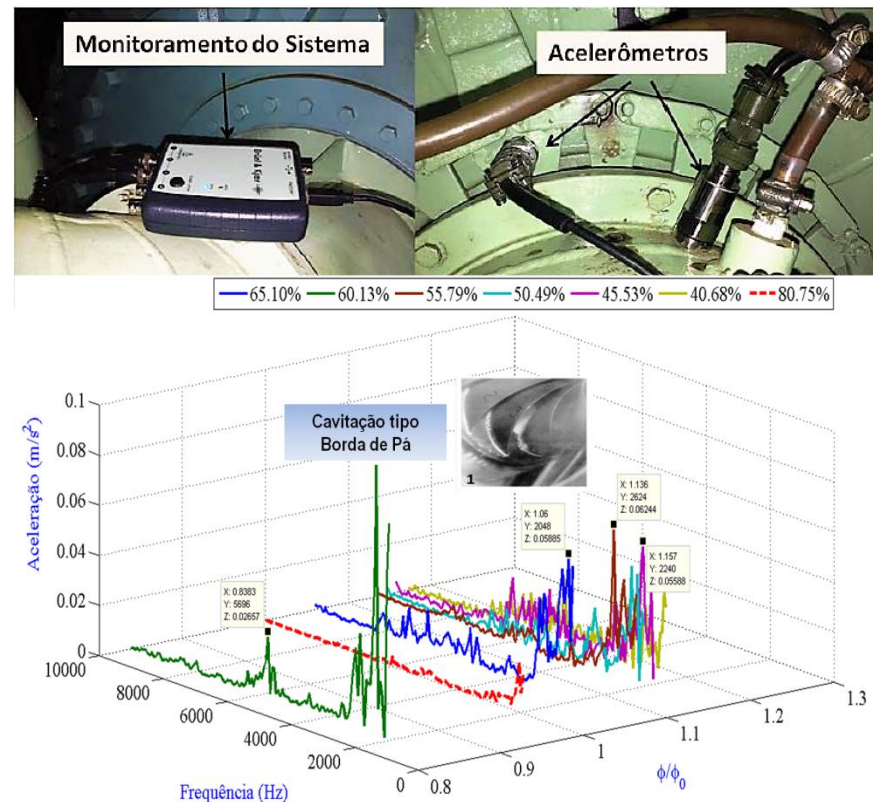 Monitoramento do Sistema
Acelerômetros
Brüel & Kjær
65.10% 60.13% 55.79% 50.49% 45.53% 40.68% 80.75%
0.1
0.08
0.06
0.04
0.02
0
Aceleração (m/s²)
Cavitação tipo
Borda de Pá
1
X: 0.8383
Y: 5696
Z: 0.02657
X: 1.06
Y: 2048
Z: 0.05885
X: 1.136
Y: 2624
Z: 0.06244
X: 1.157
Y: 2240
Z: 0.05588
10000
8000
6000
4000
2000
0
Frequência (Hz)
0.8
0.9
1
1.1
1.2
1.3
ϕ/ϕ₀